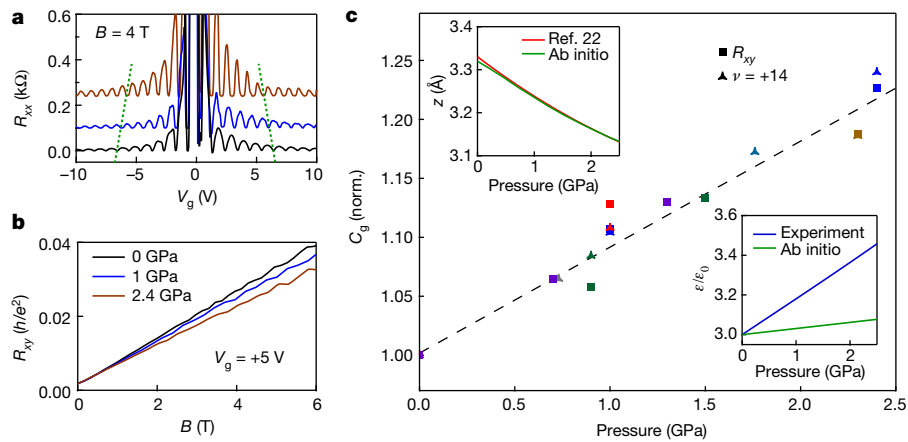 a
B = 4 T
R_xx (kΩ)
0.6
0.4
0.2
0.0
−10
−5
0
5
10
V_g (V)
b
R_xy (h/e²)
0.04
0.02
0.00
0 GPa
1 GPa
2.4 GPa
V_g = +5 V
0
1
2
3
4
5
6
B (T)
c
C_g (norm.)
1.25
1.20
1.15
1.10
1.05
1.00
0.0
0.5
1.0
1.5
2.0
2.5
Pressure (GPa)
R_xy
ν = +14
z (Å)
3.3
3.2
3.1
Ref. 22
Ab initio
0
1
2
Pressure (GPa)
ε/ε₀
3.6
3.4
3.2
3.0
Experiment
Ab initio
0
1
2
Pressure (GPa)